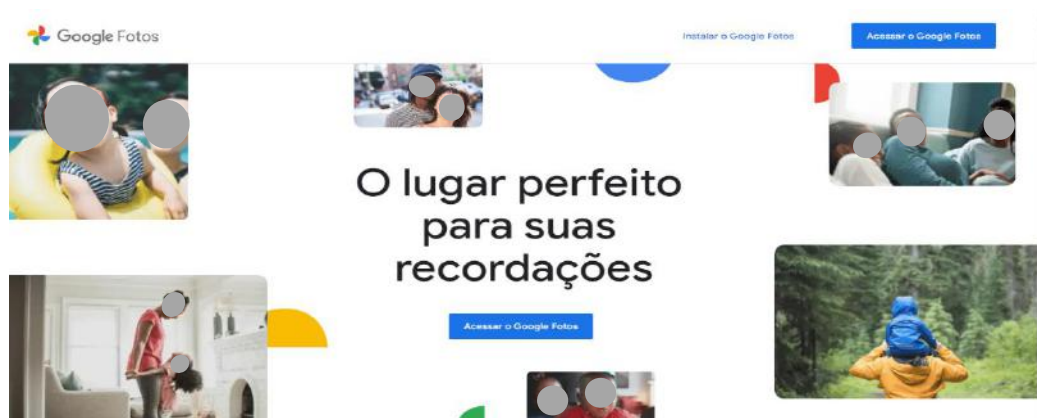 Google Fotos
Instalar o Google Fotos
Acessar o Google Fotos
O lugar perfeito
para suas
recordações
Acessar o Google Fotos